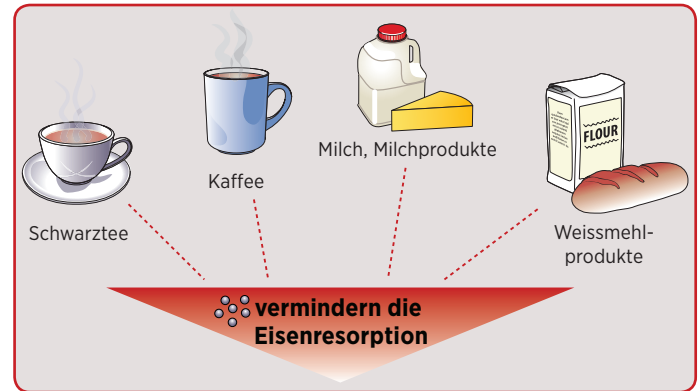 Schwarztee
Kaffee
Milch, Milchprodukte
FLOUR
Weissmehl-
produkte
vermindern die
Eisenresorption